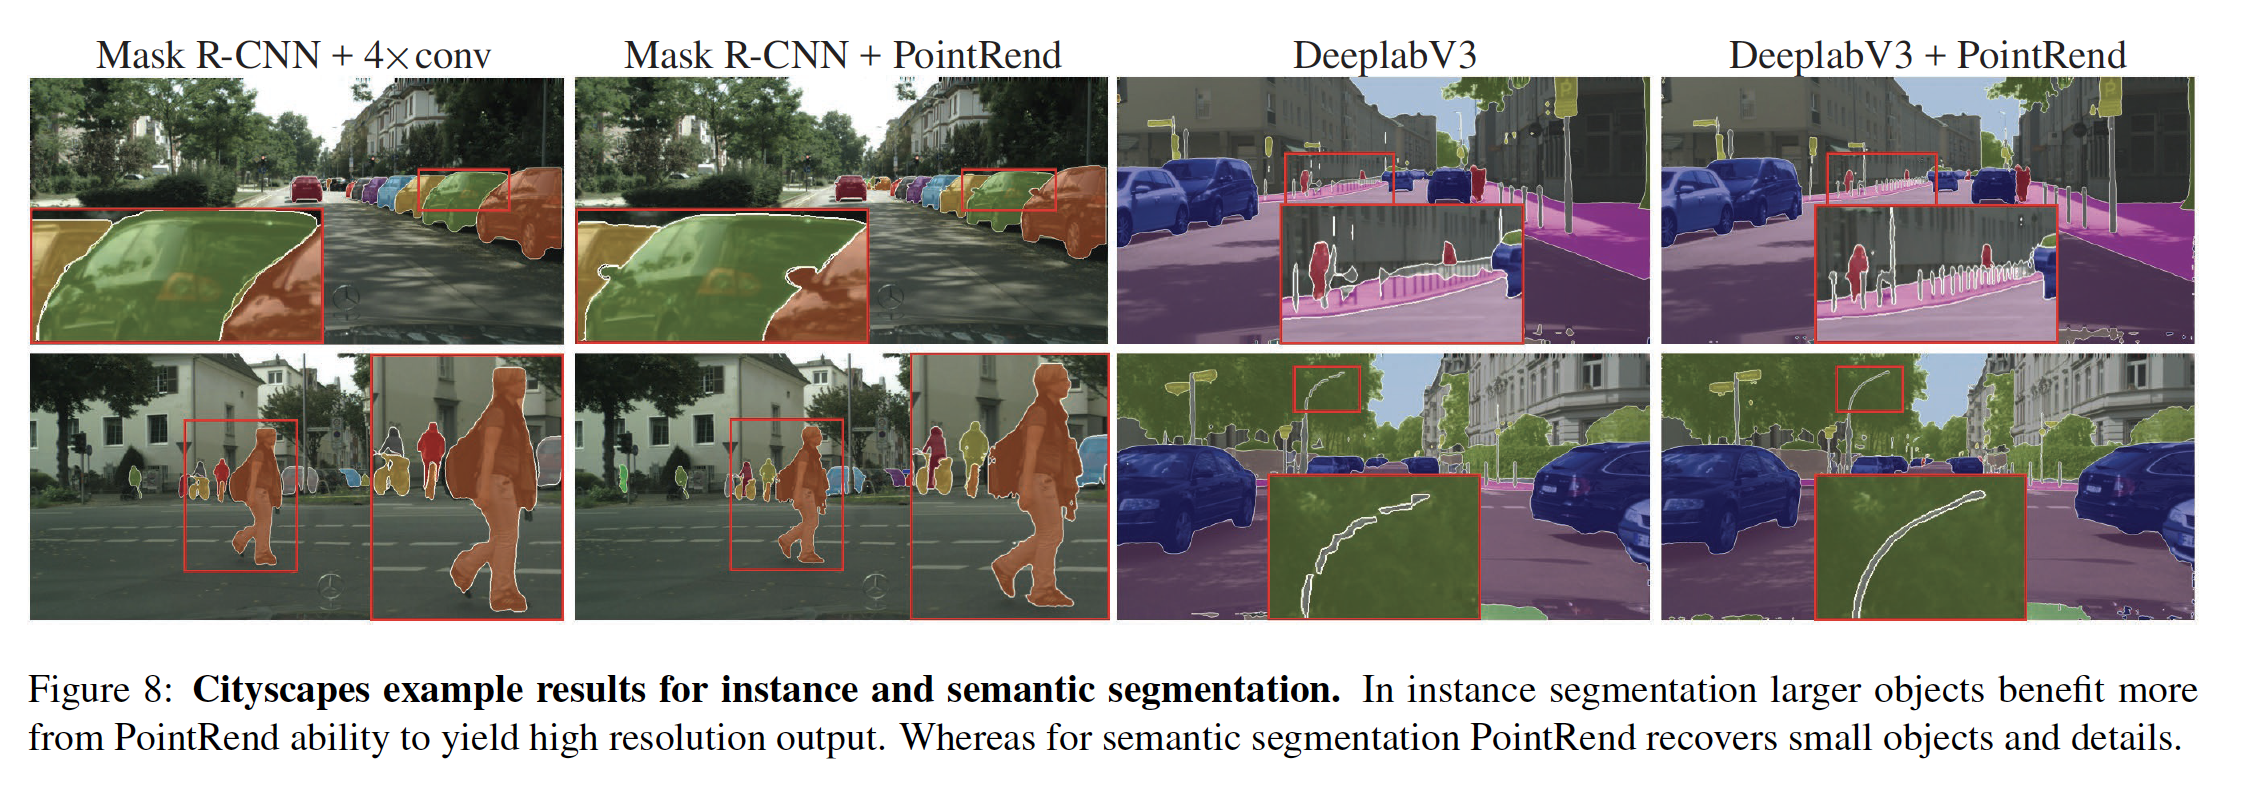 Mask R-CNN + 4×conv
Mask R-CNN + PointRend
DeeplabV3
DeeplabV3 + PointRend
Figure 8: Cityscapes example results for instance and semantic segmentation. In instance segmentation larger objects benefit more
from PointRend ability to yield high resolution output. Whereas for semantic segmentation PointRend recovers small objects and details.